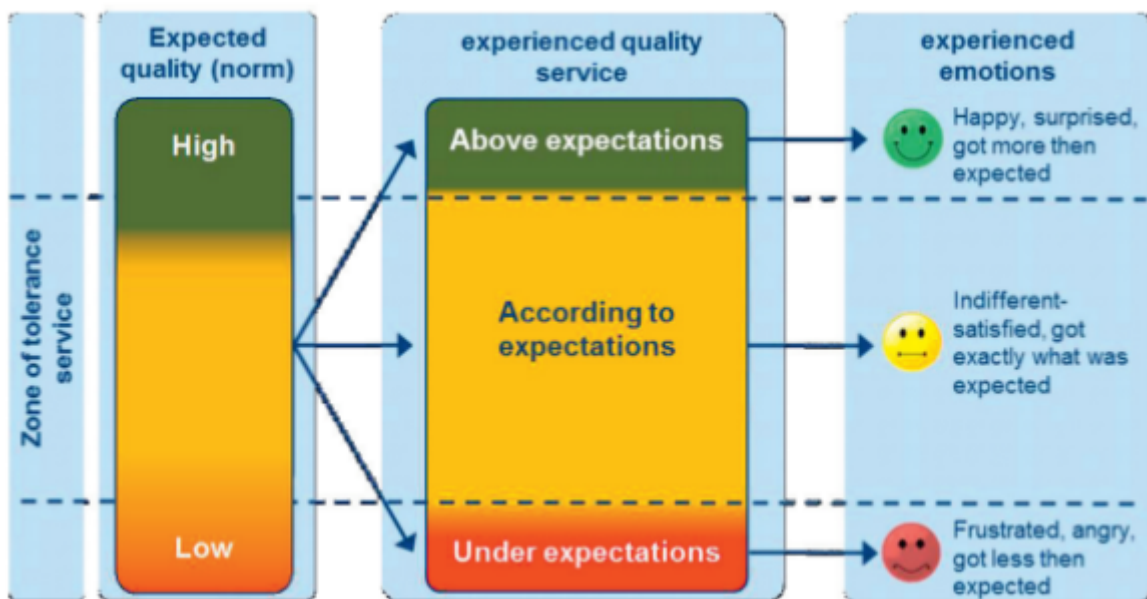 Expected
quality (norm)
High
Low
Zone of tolerance
service
experienced quality
service
Above expectations
According to
expectations
Under expectations
experienced
emotions
Happy, surprised,
got more then
expected
Indifferent-
satisfied, got
exactly what was
expected
Frustrated, angry,
got less then
expected